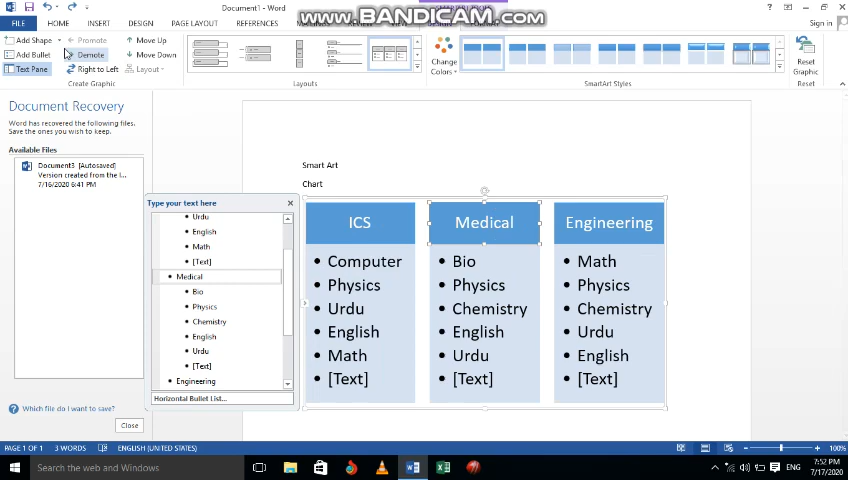 Document1 - Word
www.BANDICAM.com
Sign in
FILE HOME INSERT DESIGN PAGE LAYOUT REFERENCES
Add Shape Promote Move Up
Add Bullet Demote Move Down
Text Pane Right to Left Layout
Create Graphic
Layouts
Change
Colors
SmartArt Styles
Reset
Graphic
Reset
Document Recovery
Word has recovered the following files.
Save the ones you wish to keep.
Available Files
Document3 [Autosaved]
Version created from the l...
7/16/2020 6:41 PM
Which file do I want to save?
Close
Smart Art
Chart
Type your text here
Urdu
English
Math
[Text]
Medical
Bio
Physics
Chemistry
English
Urdu
[Text]
Engineering
Horizontal Bullet List...
ICS
Computer
Physics
Urdu
English
Math
[Text]
Medical
Bio
Physics
Chemistry
English
Urdu
[Text]
Engineering
Math
Physics
Chemistry
Urdu
English
[Text]
PAGE 1 OF 1 3 WORDS ENGLISH (UNITED STATES) 100%
Search the web and Windows
ENG
7:52 PM
7/17/2020